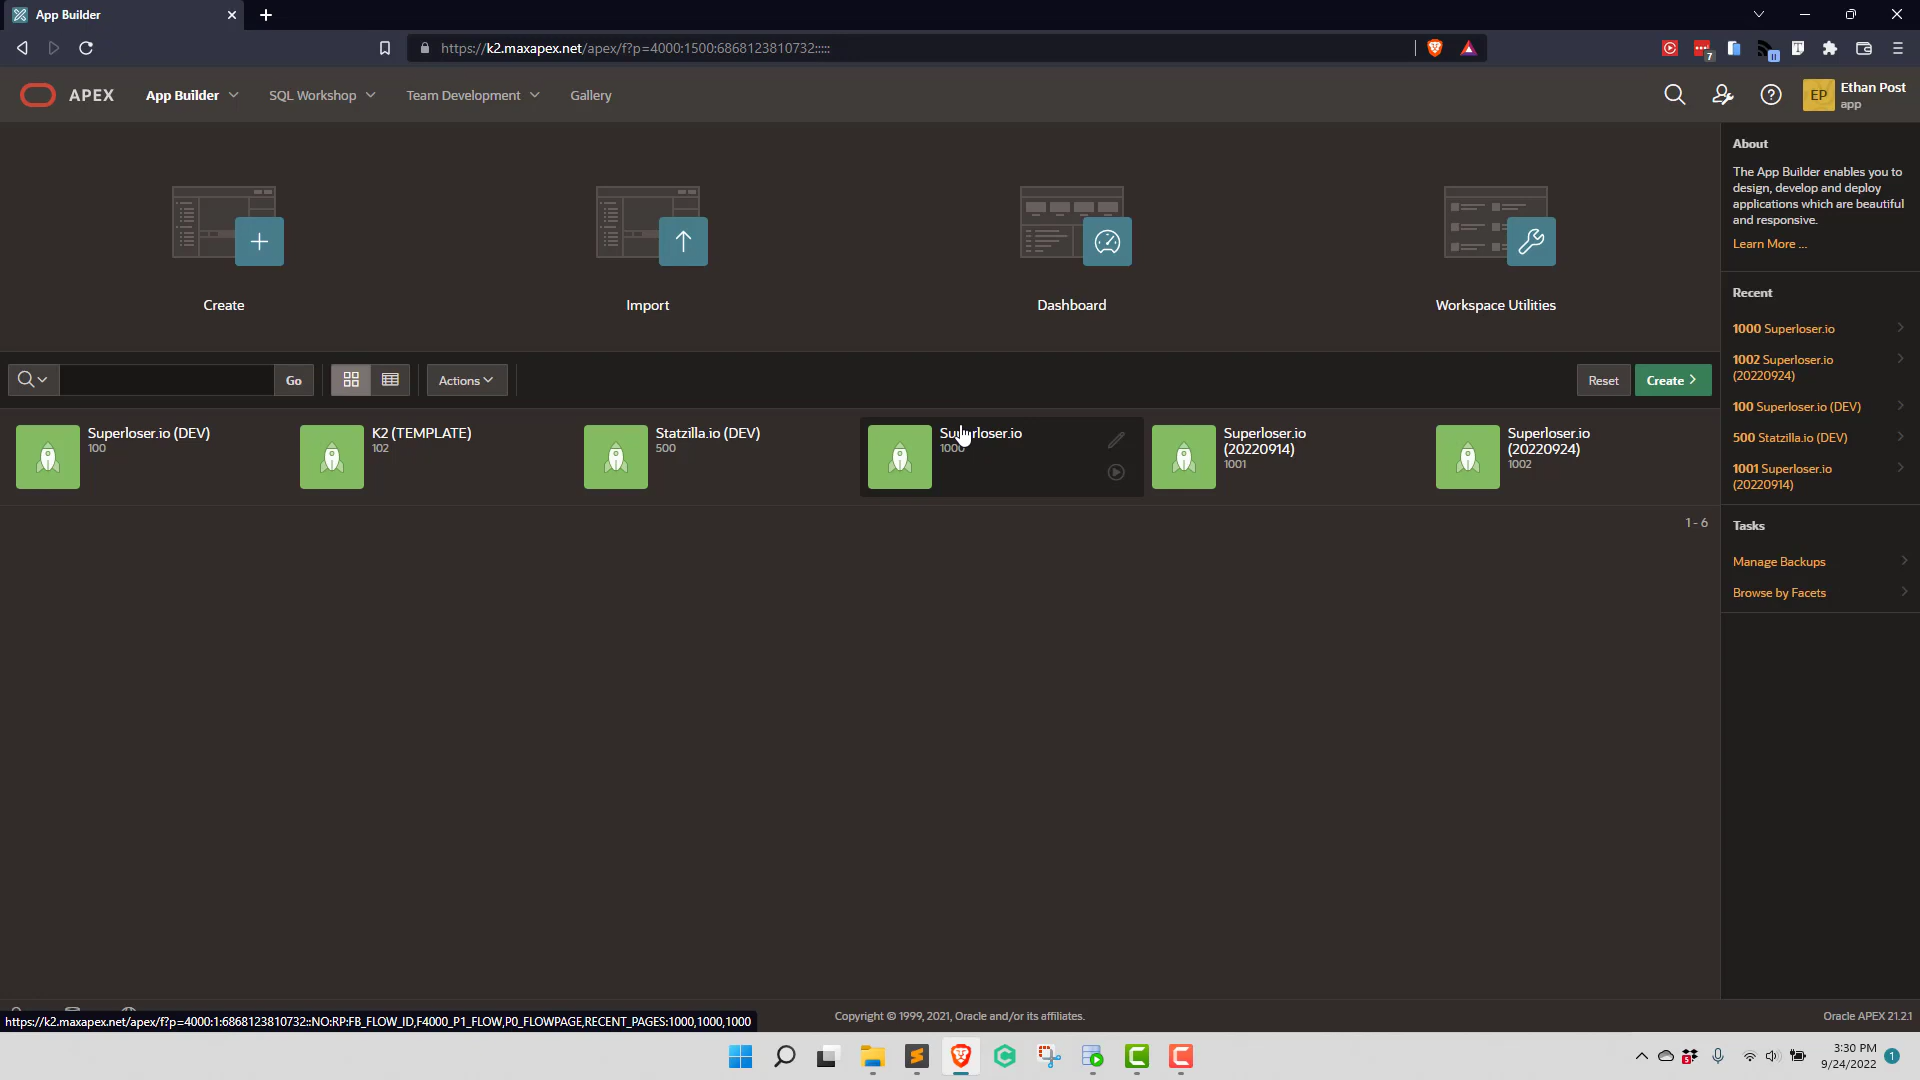 App Builder
https://k2.maxapex.net/apex/f?p=4000:1500:6868123810732:::::
7
APEX
App Builder
SQL Workshop
Team Development
Gallery
EP
Ethan Post
app
Create
Import
Dashboard
Workspace Utilities
About
The App Builder enables you to
design, develop and deploy
applications which are beautiful
and responsive.
Learn More ...
Recent
1000 Superloser.io
1002 Superloser.io
(20220924)
100 Superloser.io (DEV)
500 Statzilla.io (DEV)
1001 Superloser.io
(20220914)
Tasks
Manage Backups
Browse by Facets
Go
Actions
Reset
Create
Superloser.io (DEV)
100
K2 (TEMPLATE)
102
Statzilla.io (DEV)
500
Superloser.io
1000
Superloser.io
(20220914)
1001
Superloser.io
(20220924)
1002
1 - 6
https://k2.maxapex.net/apex/f?p=4000:1:6868123810732::NO:RP:FB_FLOW_ID,F4000_P1_FLOW,P0_FLOWPAGE,RECENT_PAGES:1000,1000,1000
Copyright © 1999, 2021, Oracle and/or its affiliates.
Oracle APEX 21.2.1
3:30 PM
9/24/2022
1